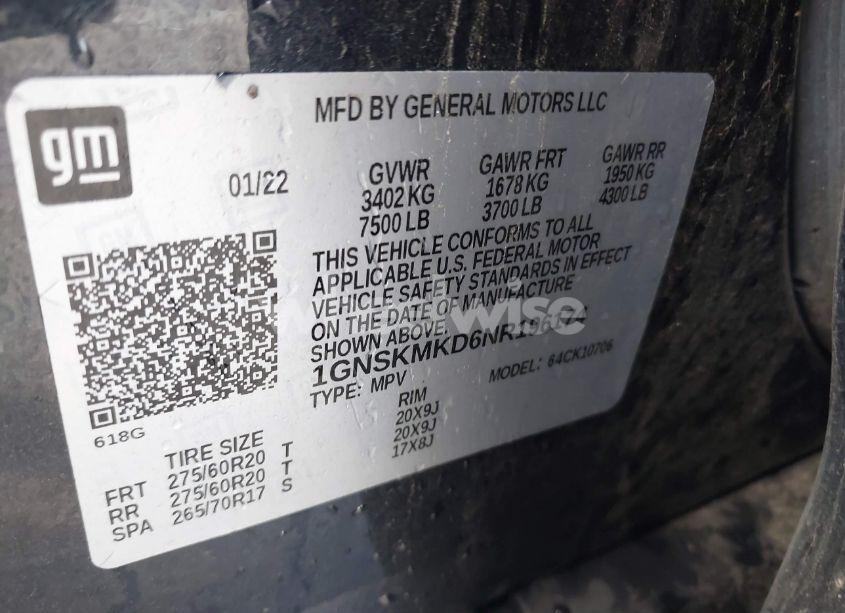 gm
MFD BY GENERAL MOTORS LLC
01/22
GVWR
3402 KG
7500 LB
GAWR FRT
1678 KG
3700 LB
GAWR RR
1950 KG
4300 LB
THIS VEHICLE CONFORMS TO ALL
APPLICABLE U.S. FEDERAL MOTOR
VEHICLE SAFETY STANDARDS IN EFFECT
ON THE DATE OF MANUFACTURE
SHOWN ABOVE.
1GNSKMKD6NR196174
TYPE: MPV
MODEL: 64CK10706
618G
TIRE SIZE
RIM
FRT 275/60R20 T 20X9J
RR 275/60R20 T 20X9J
SPA 265/70R17 S 17X8J